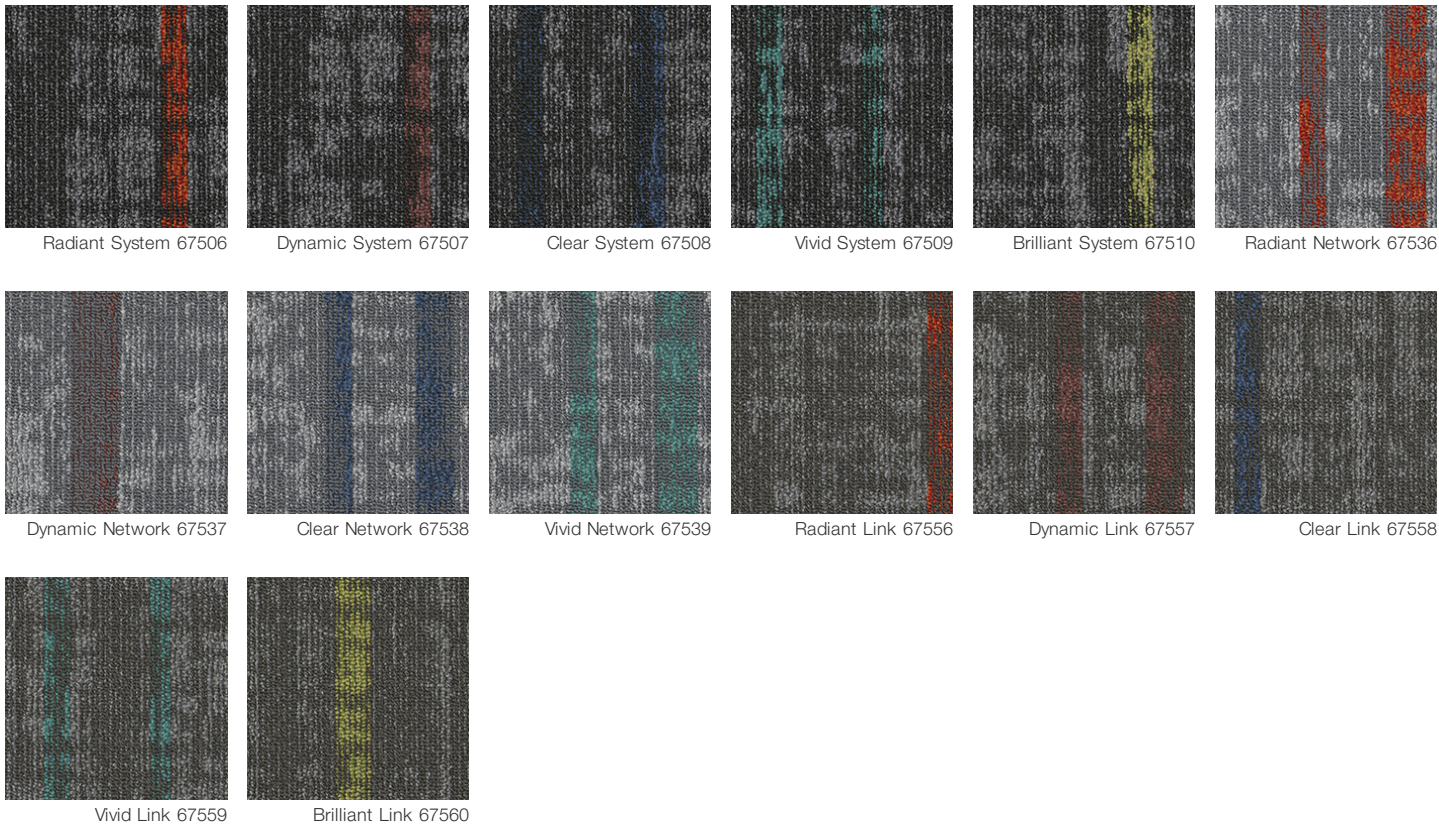 Radiant System 67506
Dynamic System 67507
Clear System 67508
Vivid System 67509
Brilliant System 67510
Radiant Network 67536
Dynamic Network 67537
Clear Network 67538
Vivid Network 67539
Radiant Link 67556
Dynamic Link 67557
Clear Link 67558
Vivid Link 67559
Brilliant Link 67560